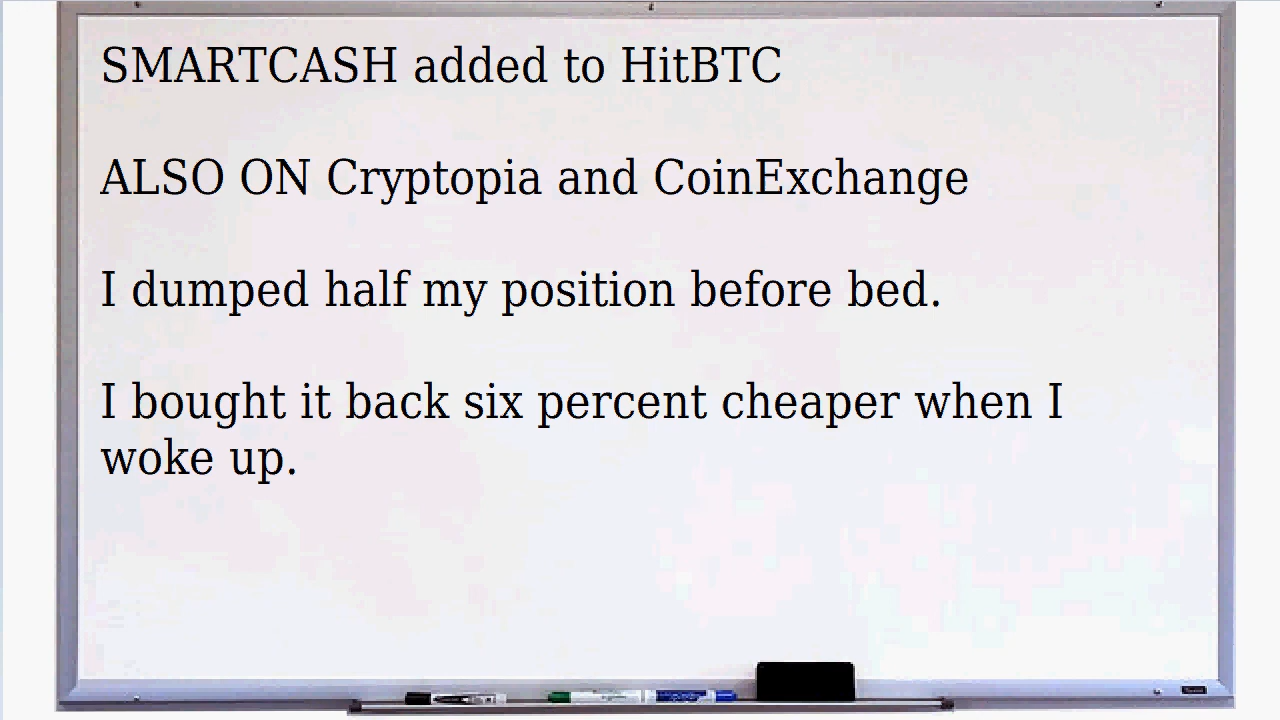 SMARTCASH added to HitBTC
ALSO ON Cryptopia and CoinExchange
I dumped half my position before bed.
I bought it back six percent cheaper when I
woke up.